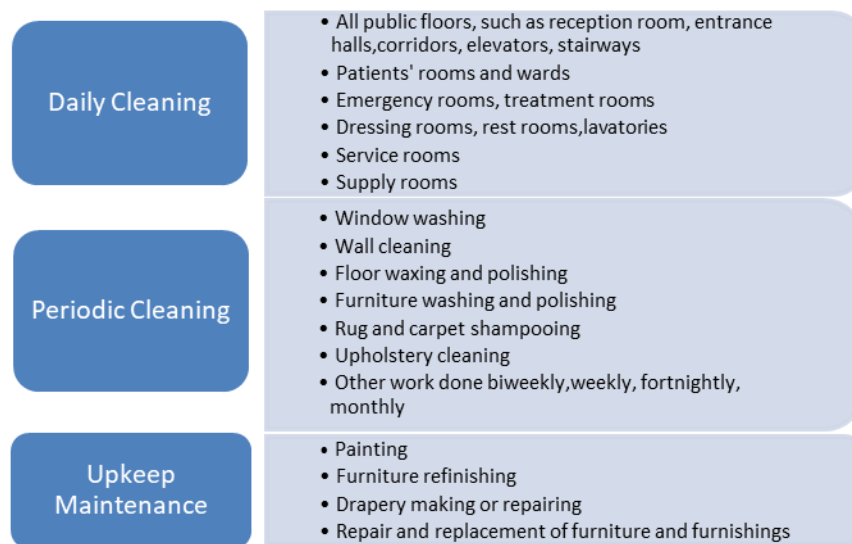 Daily Cleaning
• All public floors, such as reception room, entrance
halls,corridors, elevators, stairways
• Patients' rooms and wards
• Emergency rooms, treatment rooms
• Dressing rooms, rest rooms,lavatories
• Service rooms
• Supply rooms
Periodic Cleaning
• Window washing
• Wall cleaning
• Floor waxing and polishing
• Furniture washing and polishing
• Rug and carpet shampooing
• Upholstery cleaning
• Other work done biweekly,weekly, fortnightly,
monthly
Upkeep
Maintenance
• Painting
• Furniture refinishing
• Drapery making or repairing
• Repair and replacement of furniture and furnishings